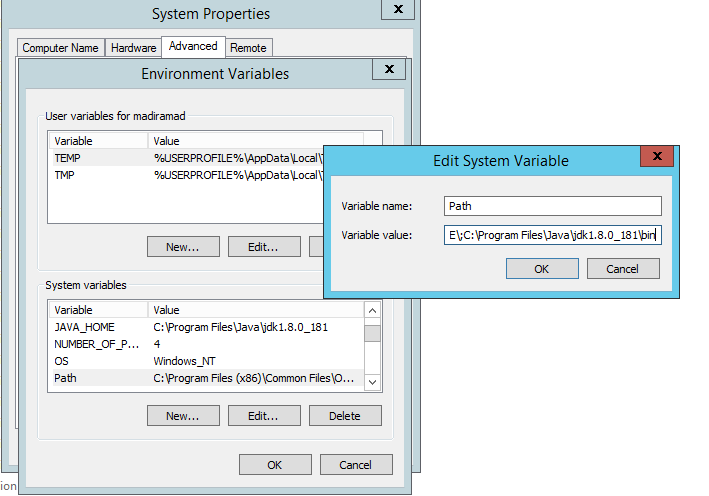 System Properties
x
Computer Name Hardware Advanced Remote
Environment Variables
x
User variables for madiramad
Variable Value
TEMP %USERPROFILE%\AppData\Local\
TMP %USERPROFILE%\AppData\Local\
New... Edit...
Edit System Variable
x
Variable name: Path
Variable value: E\;C:\Program Files\Java\jdk1.8.0_181\bin
OK Cancel
System variables
Variable Value
JAVA_HOME C:\Program Files\Java\jdk1.8.0_181
NUMBER_OF_P... 4
OS Windows_NT
Path C:\Program Files (x86)\Common Files\O...
New... Edit... Delete
OK Cancel
ion